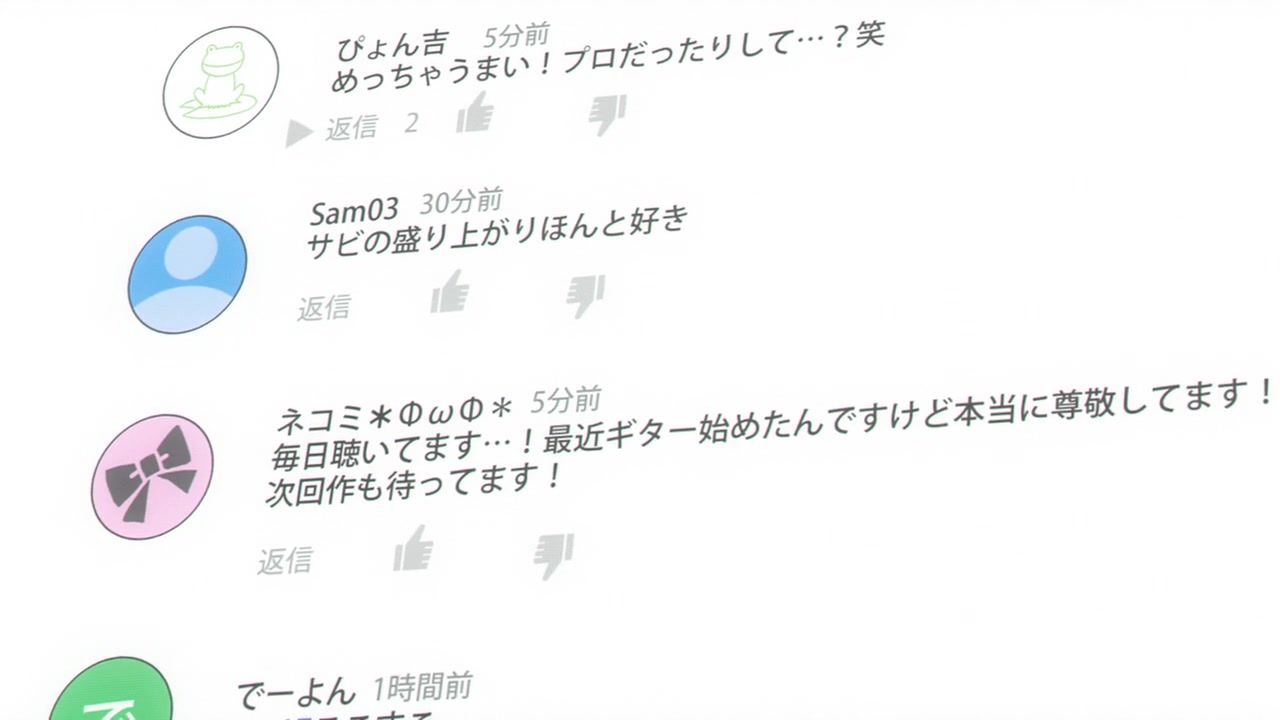 ぴょん吉 5分前
めっちゃうまい！プロだったりして…？笑
▶ 返信 2
Sam03 30分前
サビの盛り上がりほんと好き
返信
ネコミ＊ΦωΦ＊ 5分前
毎日聴いてます…！最近ギター始めたんですけど本当に尊敬してます！
次回作も待ってます！
返信
で
でーよん 1時間前